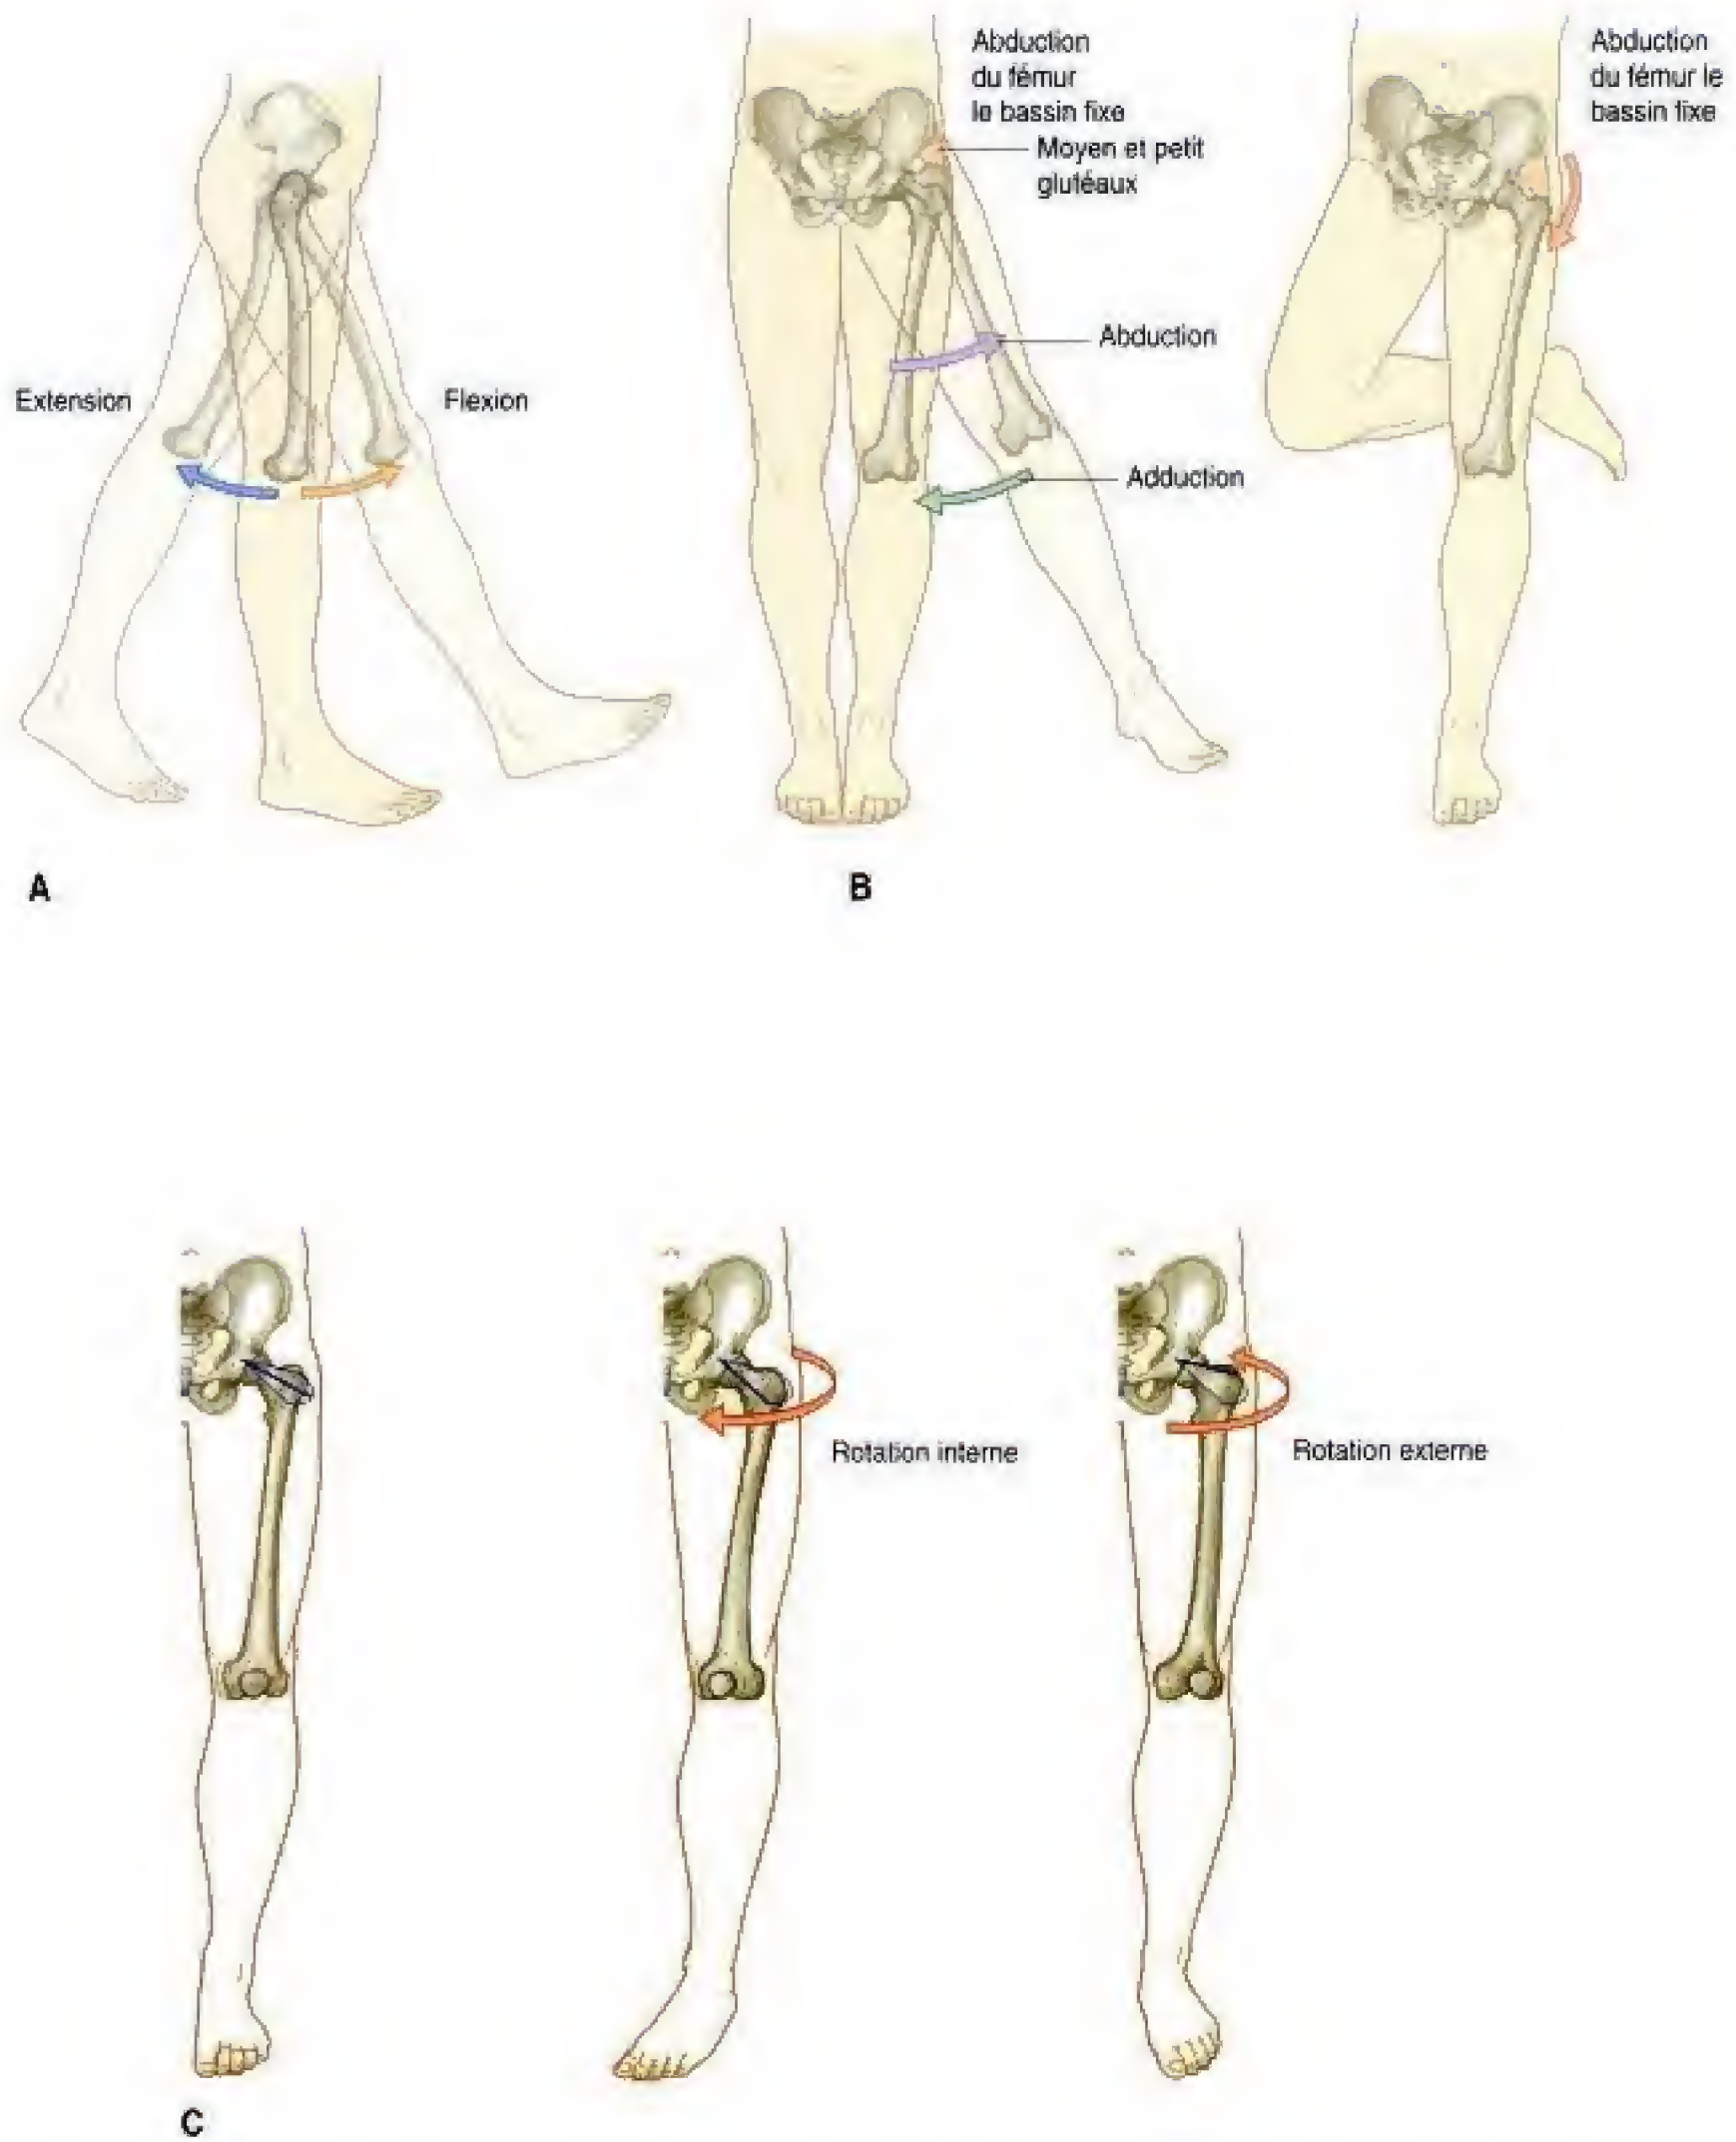 Abduction
du fémur
le bassin fixe
Moyen et petit
glutéaux
Abduction
du fémur le
bassin fixe
Abduction
Extension
Flexion
Adduction
A
B
Rotation interne
Rotation externe
C